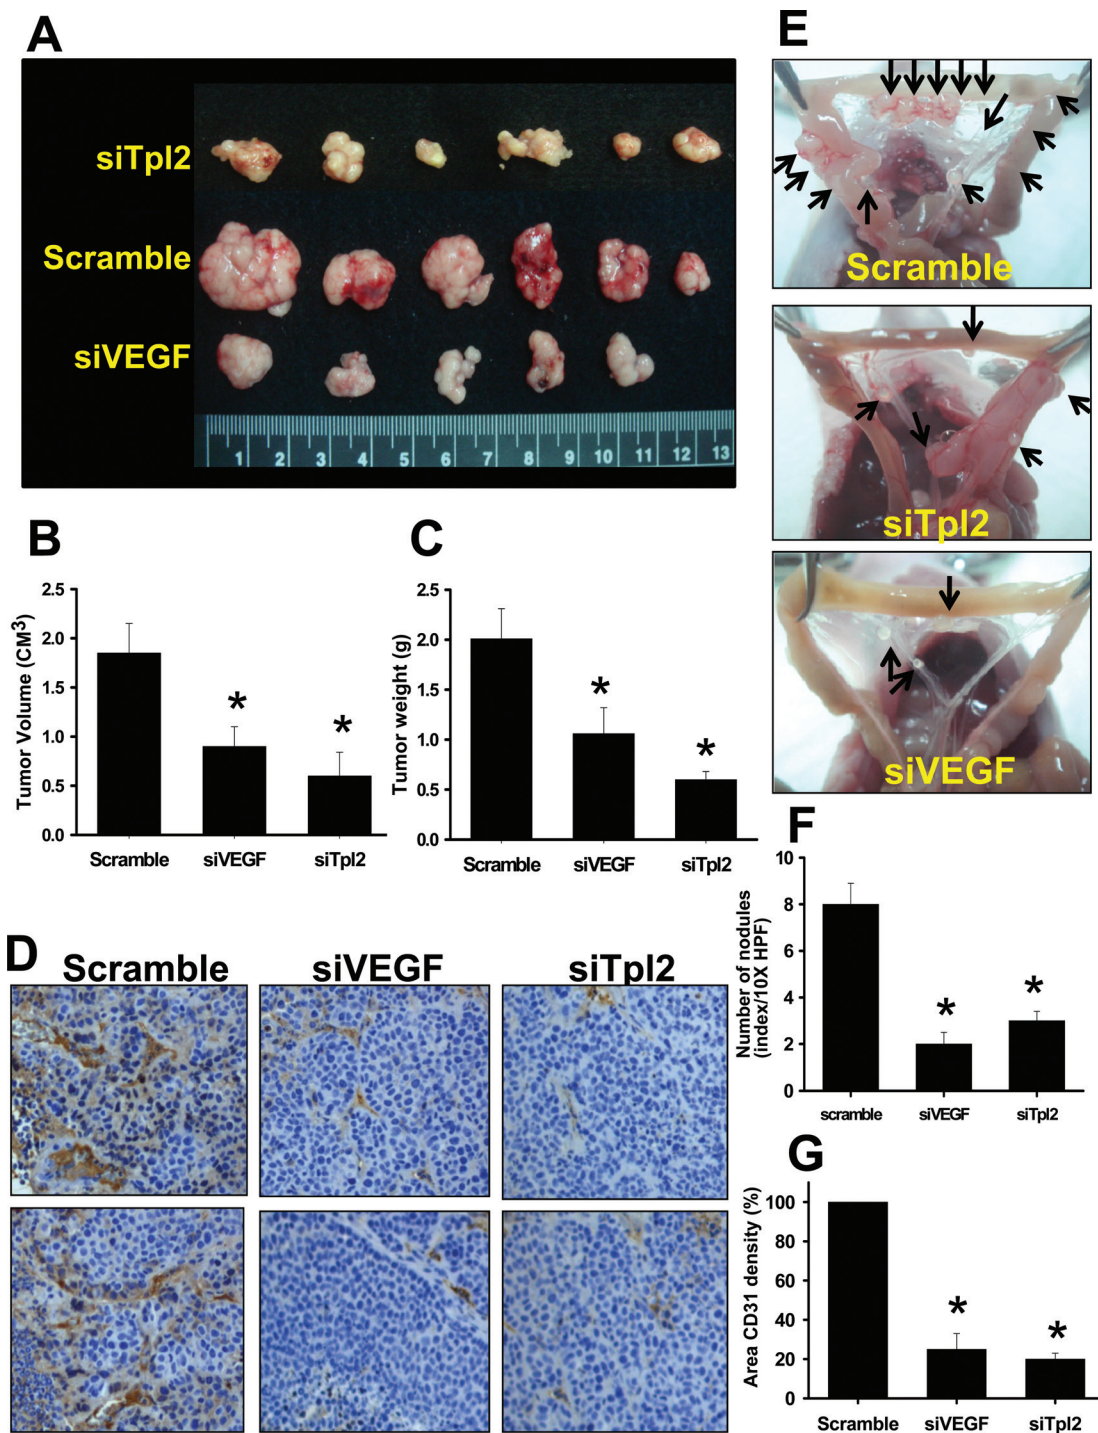 A
siTpl2
Scramble
siVEGF
1 2 3 4 5 6 7 8 9 10 11 12 13
B
Tumor Volume (CM3)
2.5
2.0
1.5
1.0
0.5
0.0
*
*
Scramble siVEGF siTpl2
C
Tumor weight (g)
2.5
2.0
1.5
1.0
0.5
0.0
*
*
Scramble siVEGF siTpl2
D
Scramble siVEGF siTpl2
E
Scramble
siTpl2
siVEGF
F
Number of nodules
(index/10X HPF)
10
8
6
4
2
0
*
*
scramble siVEGF siTpl2
G
Area CD31 density (%)
100
80
60
40
20
0
*
*
Scramble siVEGF siTpl2